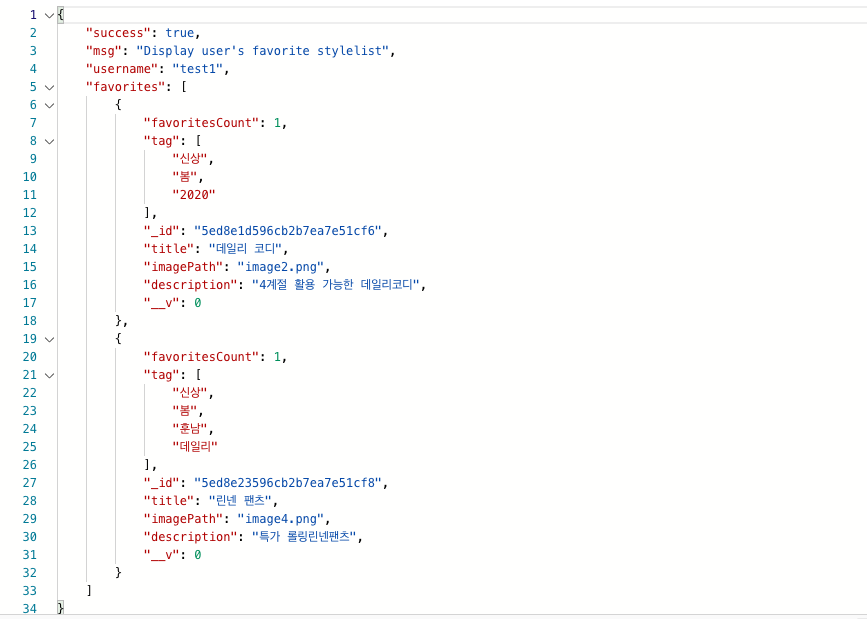 1 {
2 "success": true,
3 "msg": "Display user's favorite stylelist",
4 "username": "test1",
5 "favorites": [
6 {
7 "favoritesCount": 1,
8 "tag": [
9 "신상",
10 "봄",
11 "2020"
12 ],
13 "_id": "5ed8e1d596cb2b7ea7e51cf6",
14 "title": "데일리 코디",
15 "imagePath": "image2.png",
16 "description": "4계절 활용 가능한 데일리코디",
17 "__v": 0
18 },
19 {
20 "favoritesCount": 1,
21 "tag": [
22 "신상",
23 "봄",
24 "훈남",
25 "데일리"
26 ],
27 "_id": "5ed8e23596cb2b7ea7e51cf8",
28 "title": "린넨 팬츠",
29 "imagePath": "image4.png",
30 "description": "특가 롤링린넨팬츠",
31 "__v": 0
32 }
33 ]
34 }